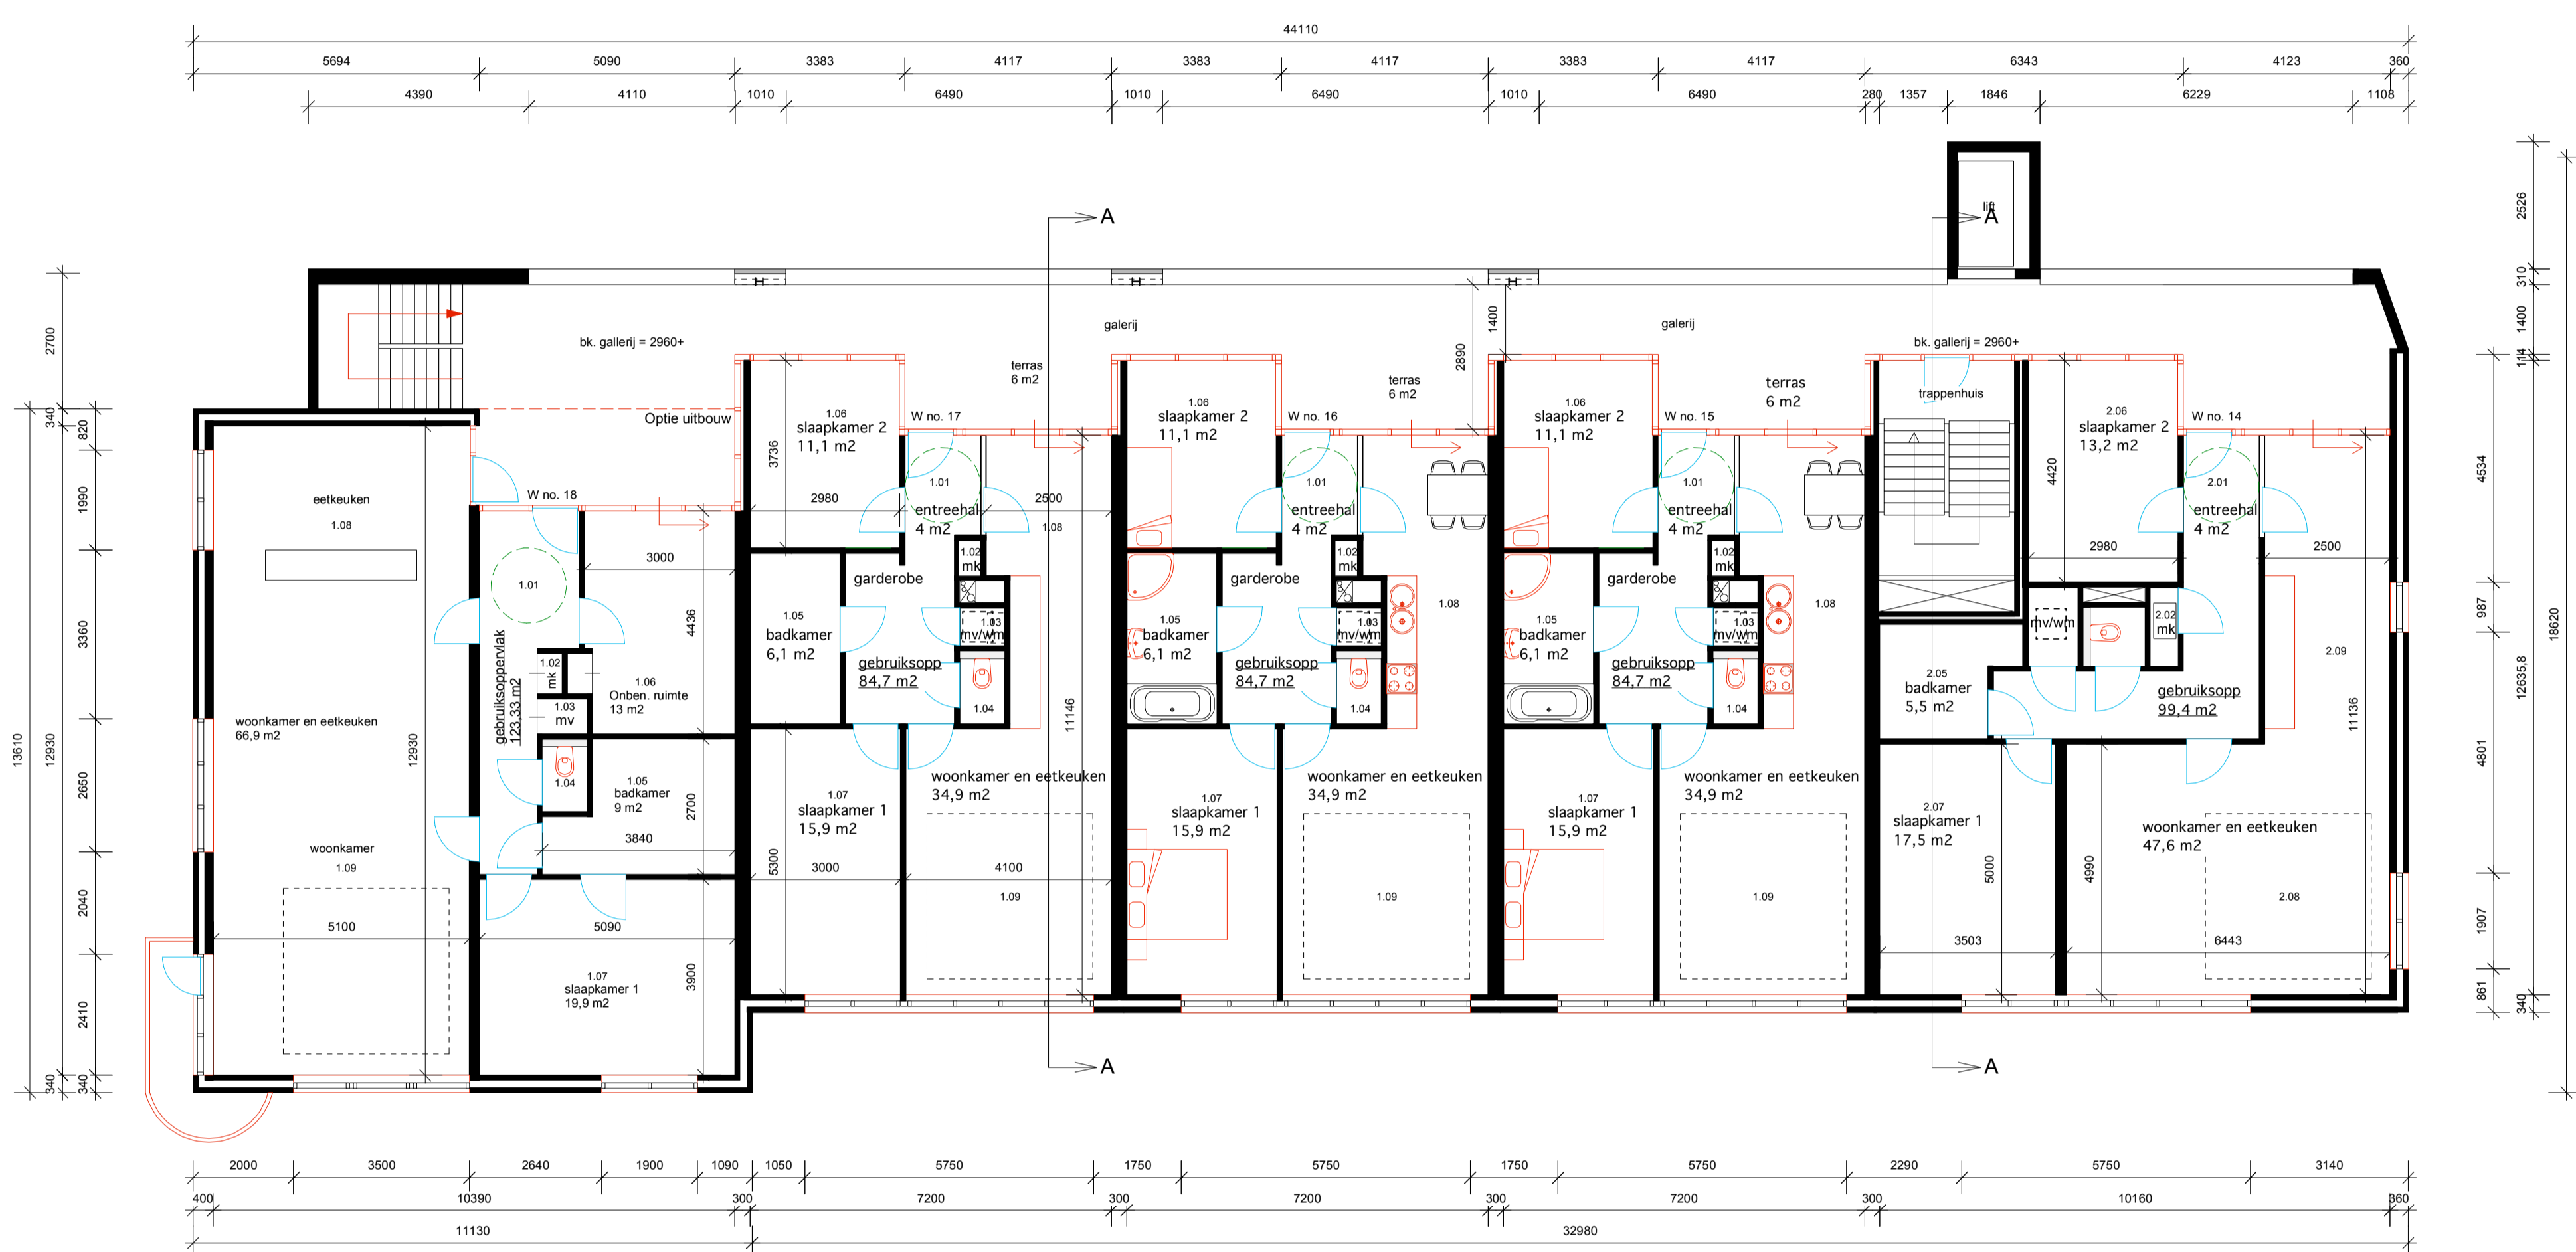 44110
5694 5090 3383 4117 3383 4117 3383 4117 6343 4123 360
4390 4110 1010 6490 1010 6490 1010 6490 280 1357 1846 6229 1108
A
lift
A
H
H
H
galerij
galerij
bk. gallerij = 2960+
bk. gallerij = 2960+
2890
1400
trappenhuis
Optie uitbouw
eetkeuken
1.08
W no. 18
1.01
3000
4436
1.02
mk
1.03
mv
gebruiksoppervlak
123,33 m2
1.06
Onben. ruimte
13 m2
woonkamer en eetkeuken
66,9 m2
12930
1.04
1.05
badkamer
9 m2
2700
3840
woonkamer
1.09
5100
5090
1.07
slaapkamer 1
19,9 m2
3900
1.06
slaapkamer 2
11,1 m2
3736
2980
terras
6 m2
W no. 17
1.01
entreehal
4 m2
2500
1.08
1.02
mk
garderobe
1.05
badkamer
6,1 m2
1.03
mv/wm
gebruiksopp
84,7 m2
1.04
11146
woonkamer en eetkeuken
34,9 m2
1.07
slaapkamer 1
15,9 m2
5300
3000
4100
1.09
1.06
slaapkamer 2
11,1 m2
terras
6 m2
W no. 16
1.01
entreehal
4 m2
1.02
mk
garderobe
1.08
1.05
badkamer
6,1 m2
1.03
mv/wm
gebruiksopp
84,7 m2
1.04
woonkamer en eetkeuken
34,9 m2
1.07
slaapkamer 1
15,9 m2
1.09
1.06
slaapkamer 2
11,1 m2
terras
6 m2
W no. 15
1.01
entreehal
4 m2
1.02
mk
garderobe
1.08
1.05
badkamer
6,1 m2
1.03
mv/wm
gebruiksopp
84,7 m2
1.04
woonkamer en eetkeuken
34,9 m2
1.07
slaapkamer 1
15,9 m2
1.09
2.06
slaapkamer 2
13,2 m2
4420
2980
W no. 14
2.01
entreehal
4 m2
2500
mv/wm
2.02
mk
2.09
2.05
badkamer
5,5 m2
gebruiksopp
99,4 m2
11136
2.07
slaapkamer 1
17,5 m2
5000
4990
woonkamer en eetkeuken
47,6 m2
2.08
3503
6443
A
A
13610
2700
340
12930
340
820
1990
3360
2650
2040
2410
340
4534
987
4801
1907
861
2526
310
1400
114
12635,8
340
18620
2000 3500 2640 1900 1090 1050 5750 1750 5750 1750 5750 2290 5750 3140
400 10390 300 7200 300 7200 300 7200 300 10160 360
11130 32980